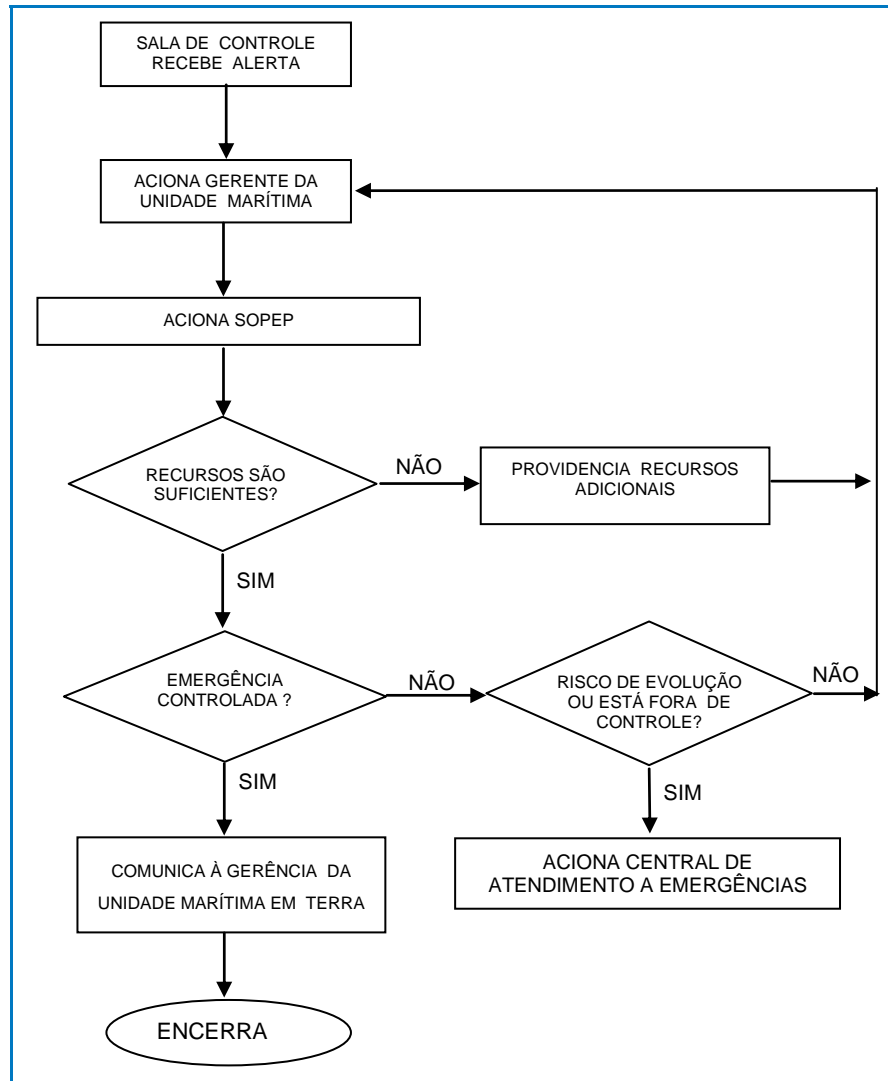 SALA DE CONTROLE
RECEBE ALERTA
ACIONA GERENTE DA
UNIDADE MARÍTIMA
ACIONA SOPEP
RECURSOS SÃO
SUFICIENTES?
NÃO
PROVIDENCIA RECURSOS
ADICIONAIS
SIM
EMERGÊNCIA
CONTROLADA ?
NÃO
RISCO DE EVOLUÇÃO
OU ESTÁ FORA DE
CONTROLE?
NÃO
SIM
SIM
COMUNICA À GERÊNCIA DA
UNIDADE MARÍTIMA EM TERRA
ACIONA CENTRAL DE
ATENDIMENTO A EMERGÊNCIAS
ENCERRA